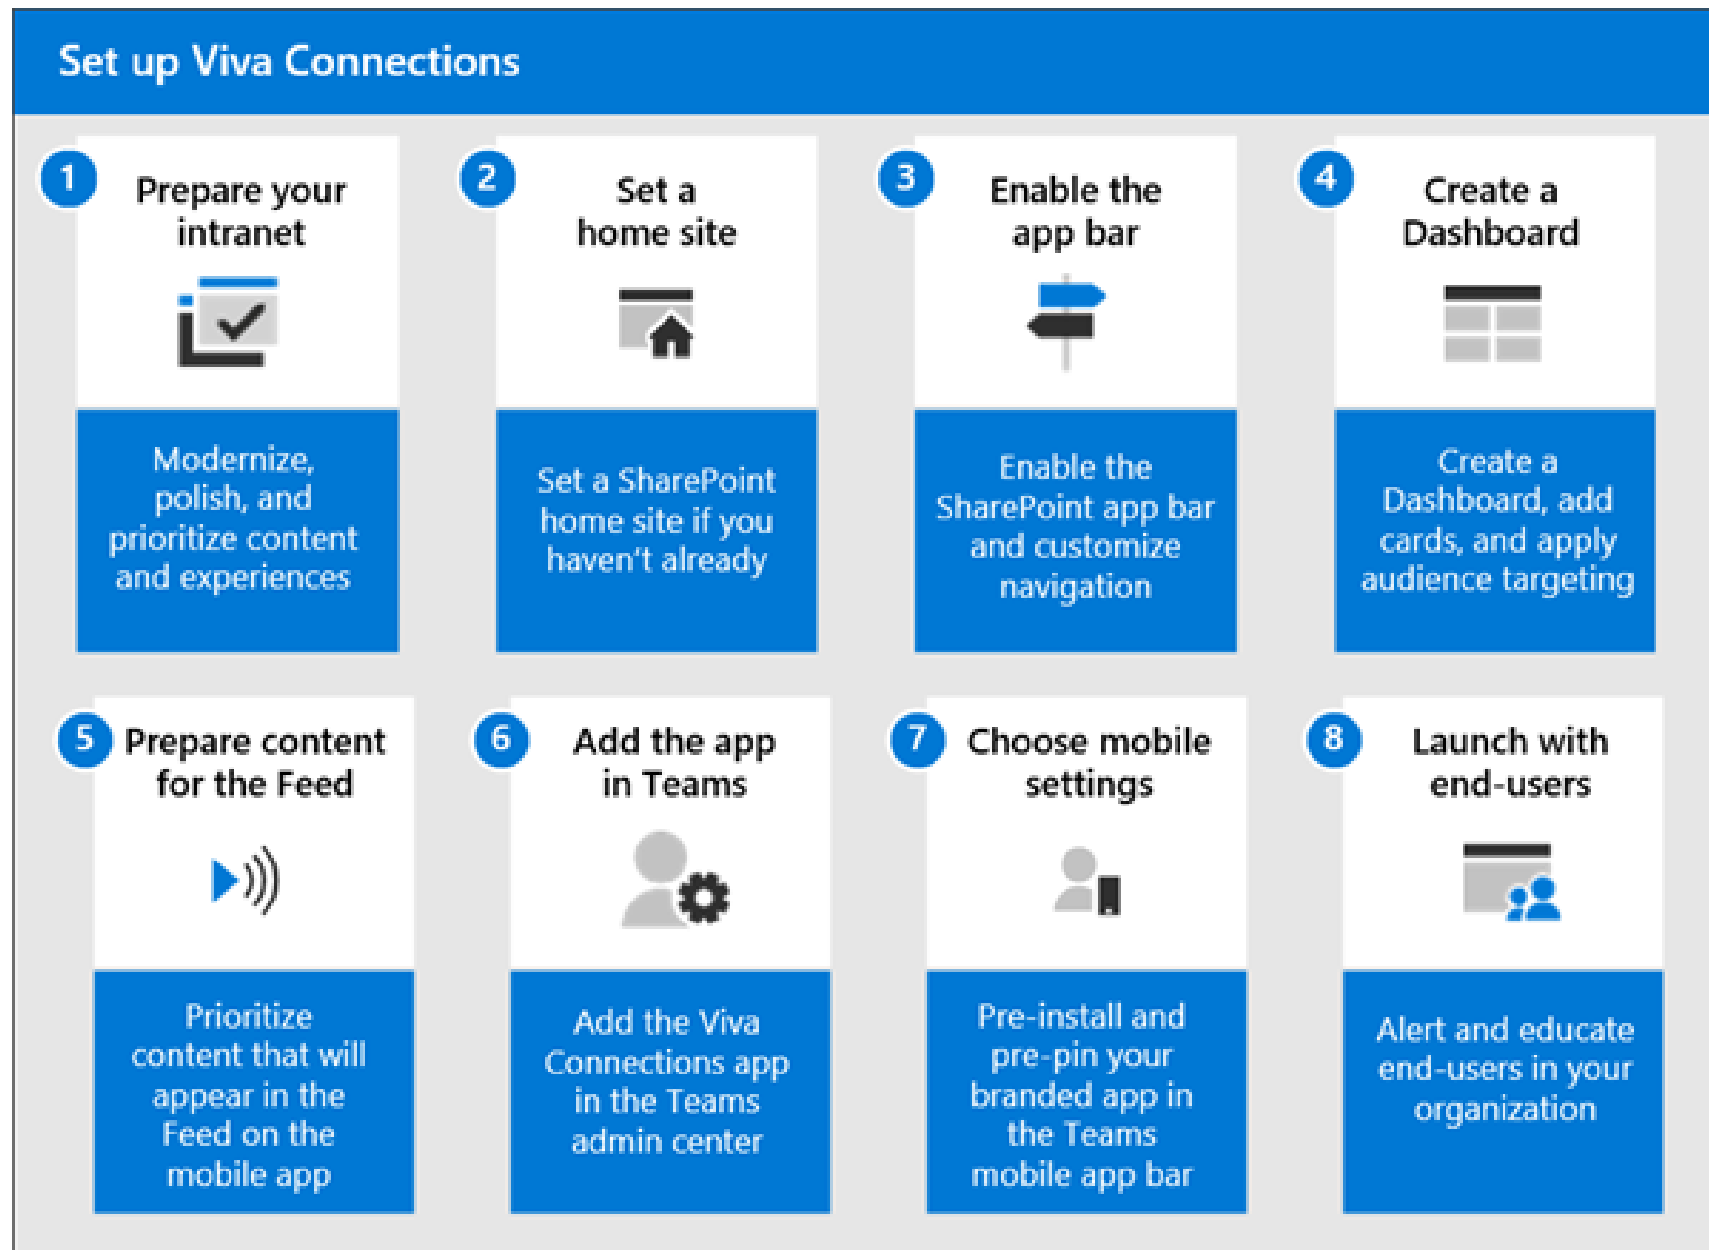 Set up Viva Connections
1
Prepare your
intranet
Modernize,
polish, and
prioritize content
and experiences
2
Set a
home site
Set a SharePoint
home site if you
haven't already
3
Enable the
app bar
Enable the
SharePoint app bar
and customize
navigation
4
Create a
Dashboard
Create a
Dashboard, add
cards, and apply
audience targeting
5
Prepare content
for the Feed
Prioritize
content that will
appear in the
Feed on the
mobile app
6
Add the app
in Teams
Add the Viva
Connections app
in the Teams
admin center
7
Choose mobile
settings
Pre-install and
pre-pin your
branded app in
the Teams
mobile app bar
8
Launch with
end-users
Alert and educate
end-users in your
organization